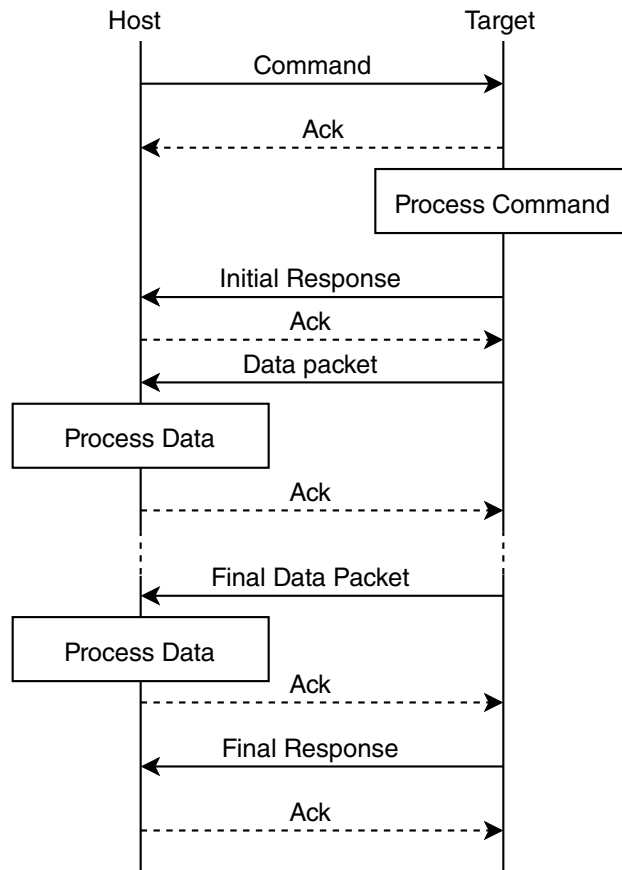 Host
Target
Command
Ack
Process Command
Initial Response
Ack
Data packet
Process Data
Ack
Final Data Packet
Process Data
Ack
Final Response
Ack